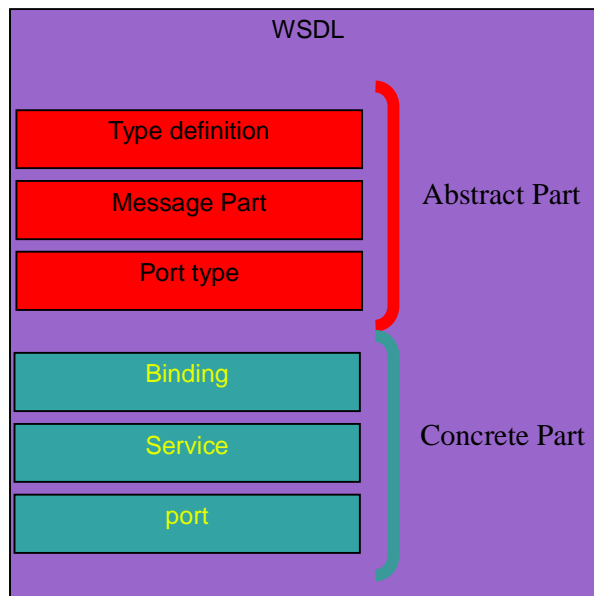 WSDL
Type definition
Message Part
Port type
Abstract Part
Binding
Service
port
Concrete Part